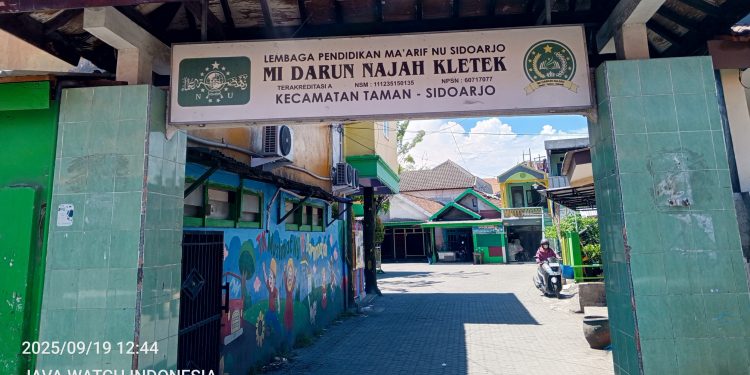 LEMBAGA PENDIDIKAN MA'ARIF NU SIDOARJO
MI DARUN NAJAH KLETEK
TERAKREDITASI A NSM : 111235150135 NPSN : 60717077
KECAMATAN TAMAN - SIDOARJO
N U
2025/09/19 12:44
JAVA WATCH INDONESIA